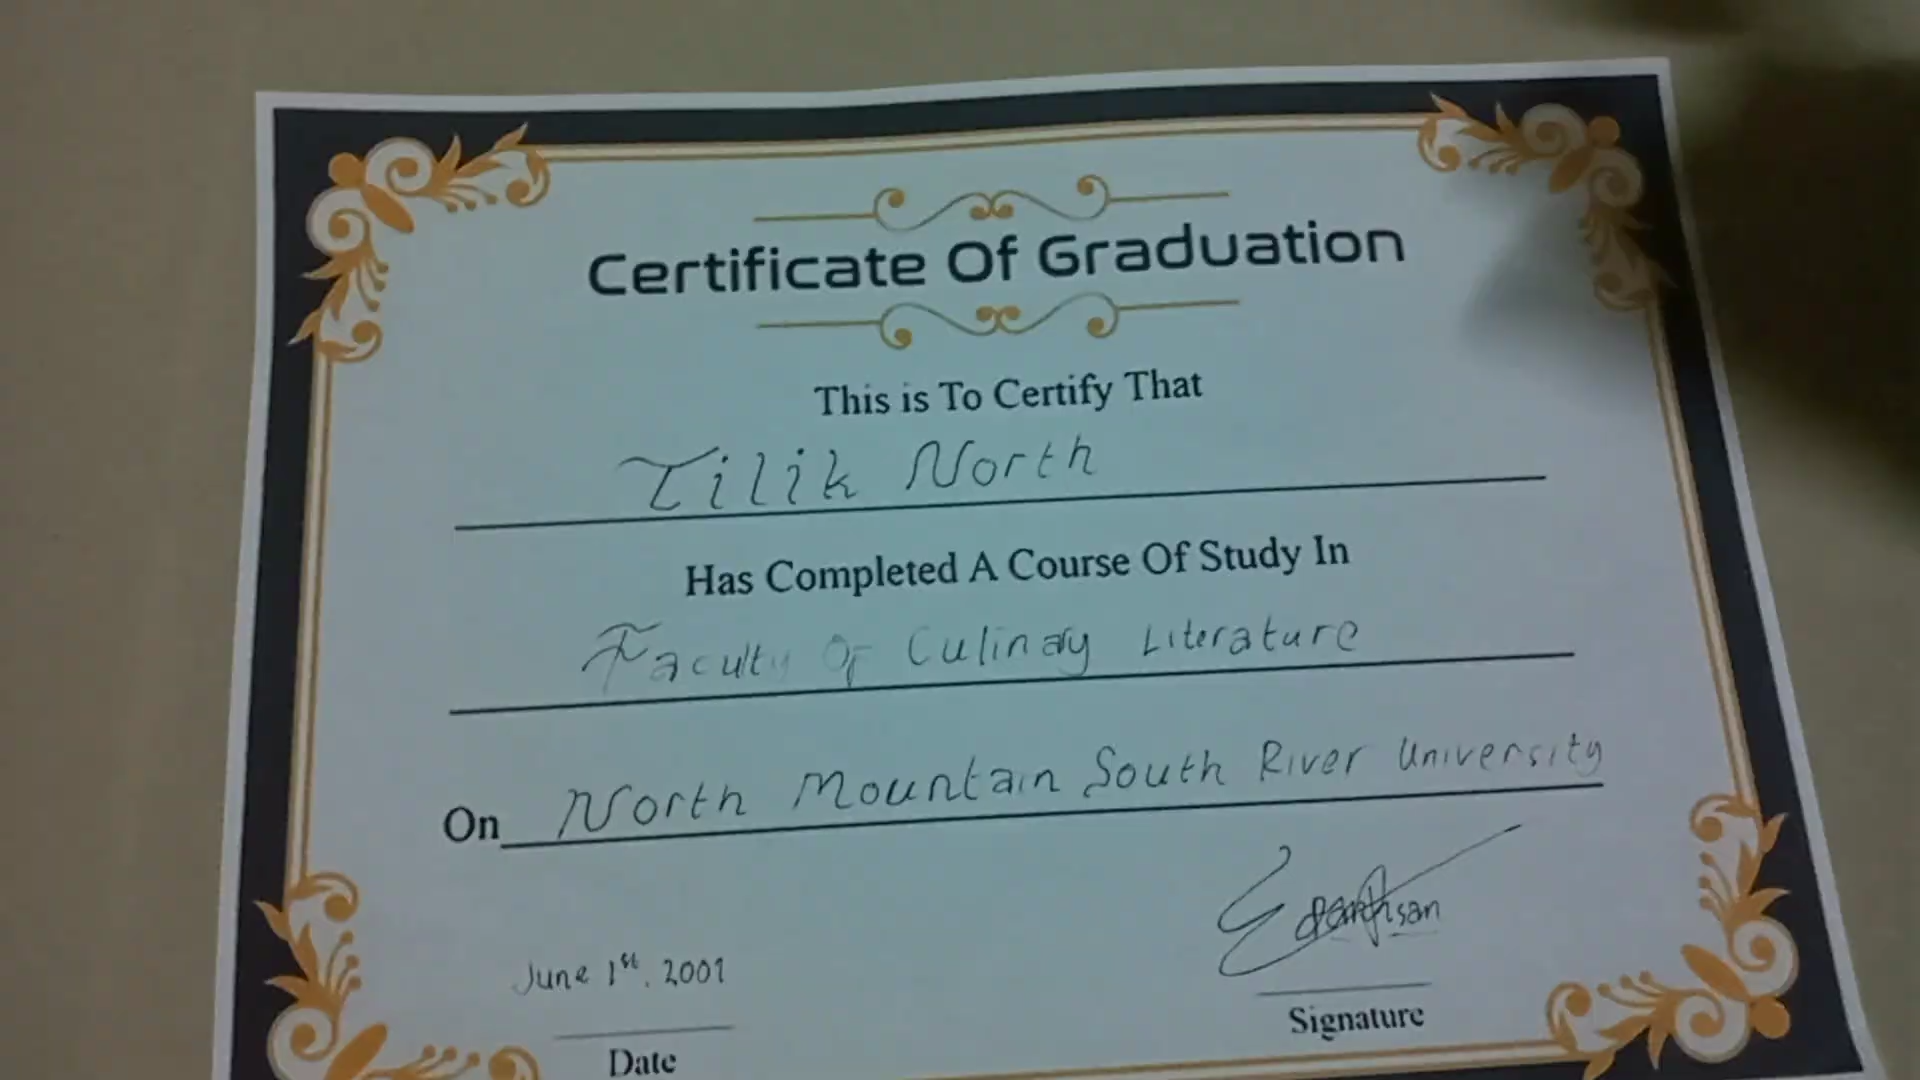 Certificate Of Graduation
This is To Certify That
Tilik North
Has Completed A Course Of Study In
Faculty Of Culinary Literature
On North Mountain South River University
June 1st, 2001
Signature
Date